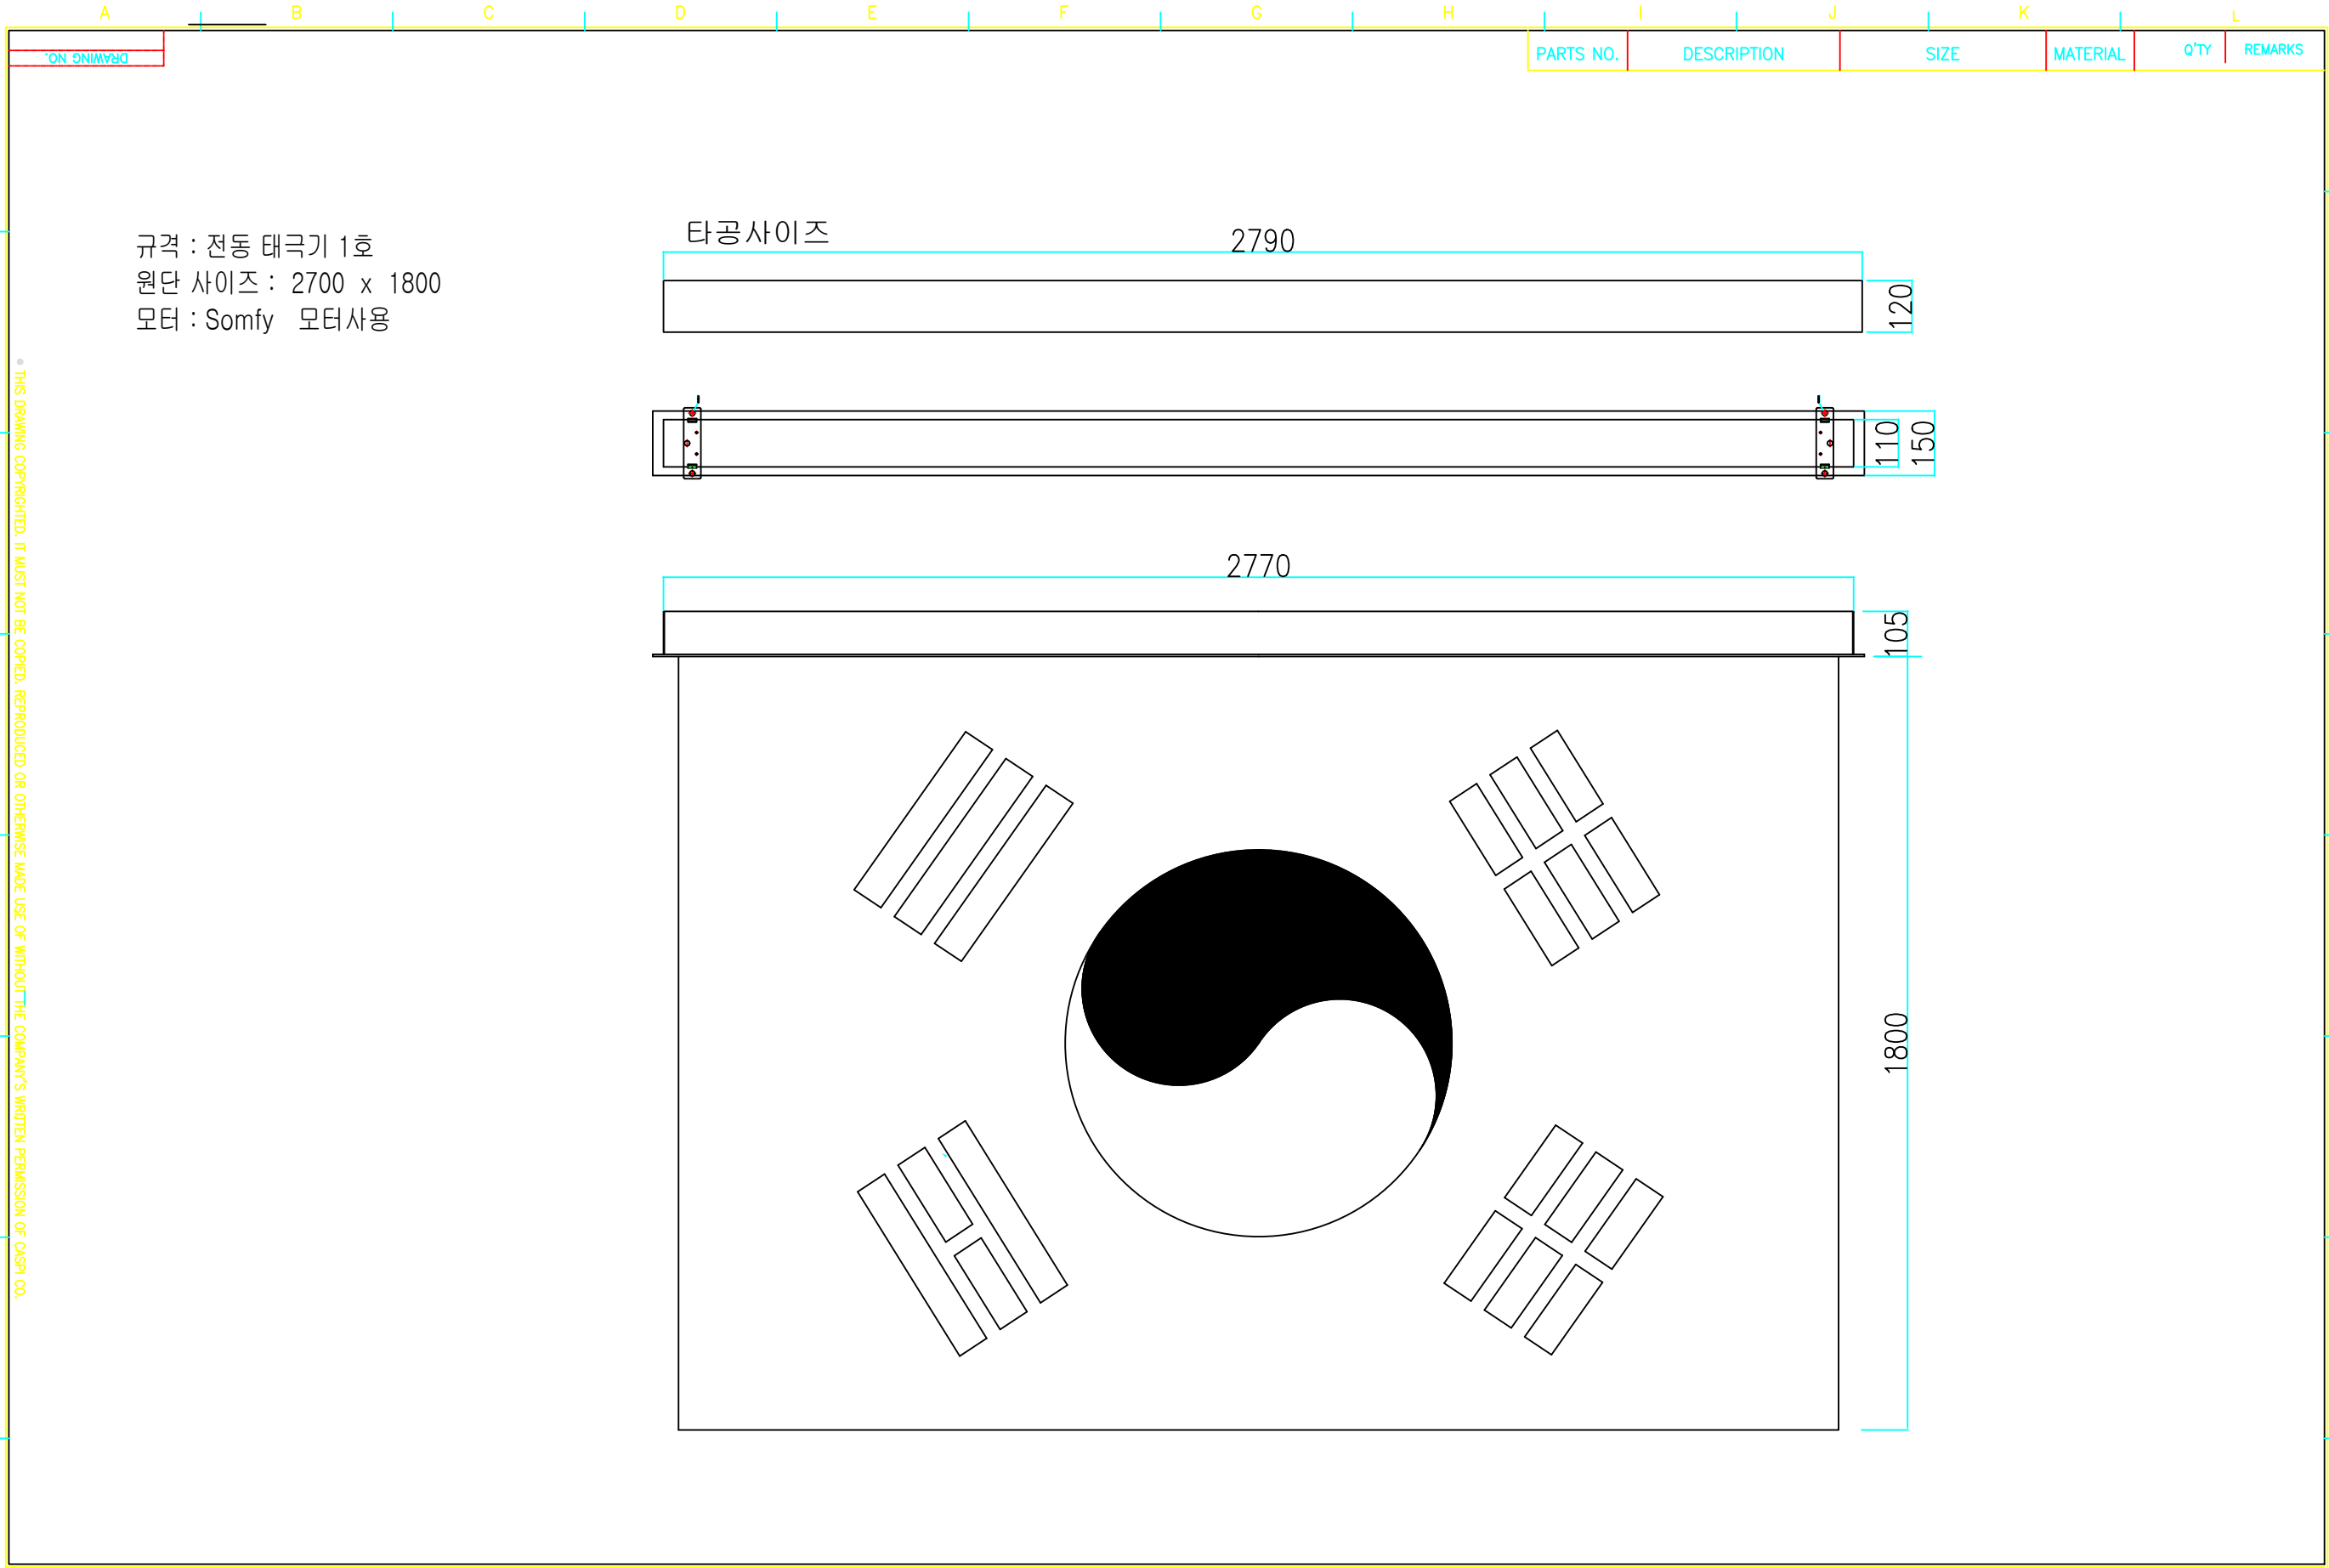 A B C D E F G H I J K L
DRAWING NO.
PARTS NO. DESCRIPTION SIZE MATERIAL Q'TY REMARKS
규격 : 전동 태극기 1호
원단 사이즈 : 2700 x 1800
모터 : Somfy 모터사용
타공사이즈
2790
120
110
150
2770
105
1800
THIS DRAWING COPYRIGHTED. IT MUST NOT BE COPIED. REPRODUCED OR OTHERWISE MADE USE OF WITHOUT THE COMPANY'S WRITTEN PERMISSION OF CASPI CO.